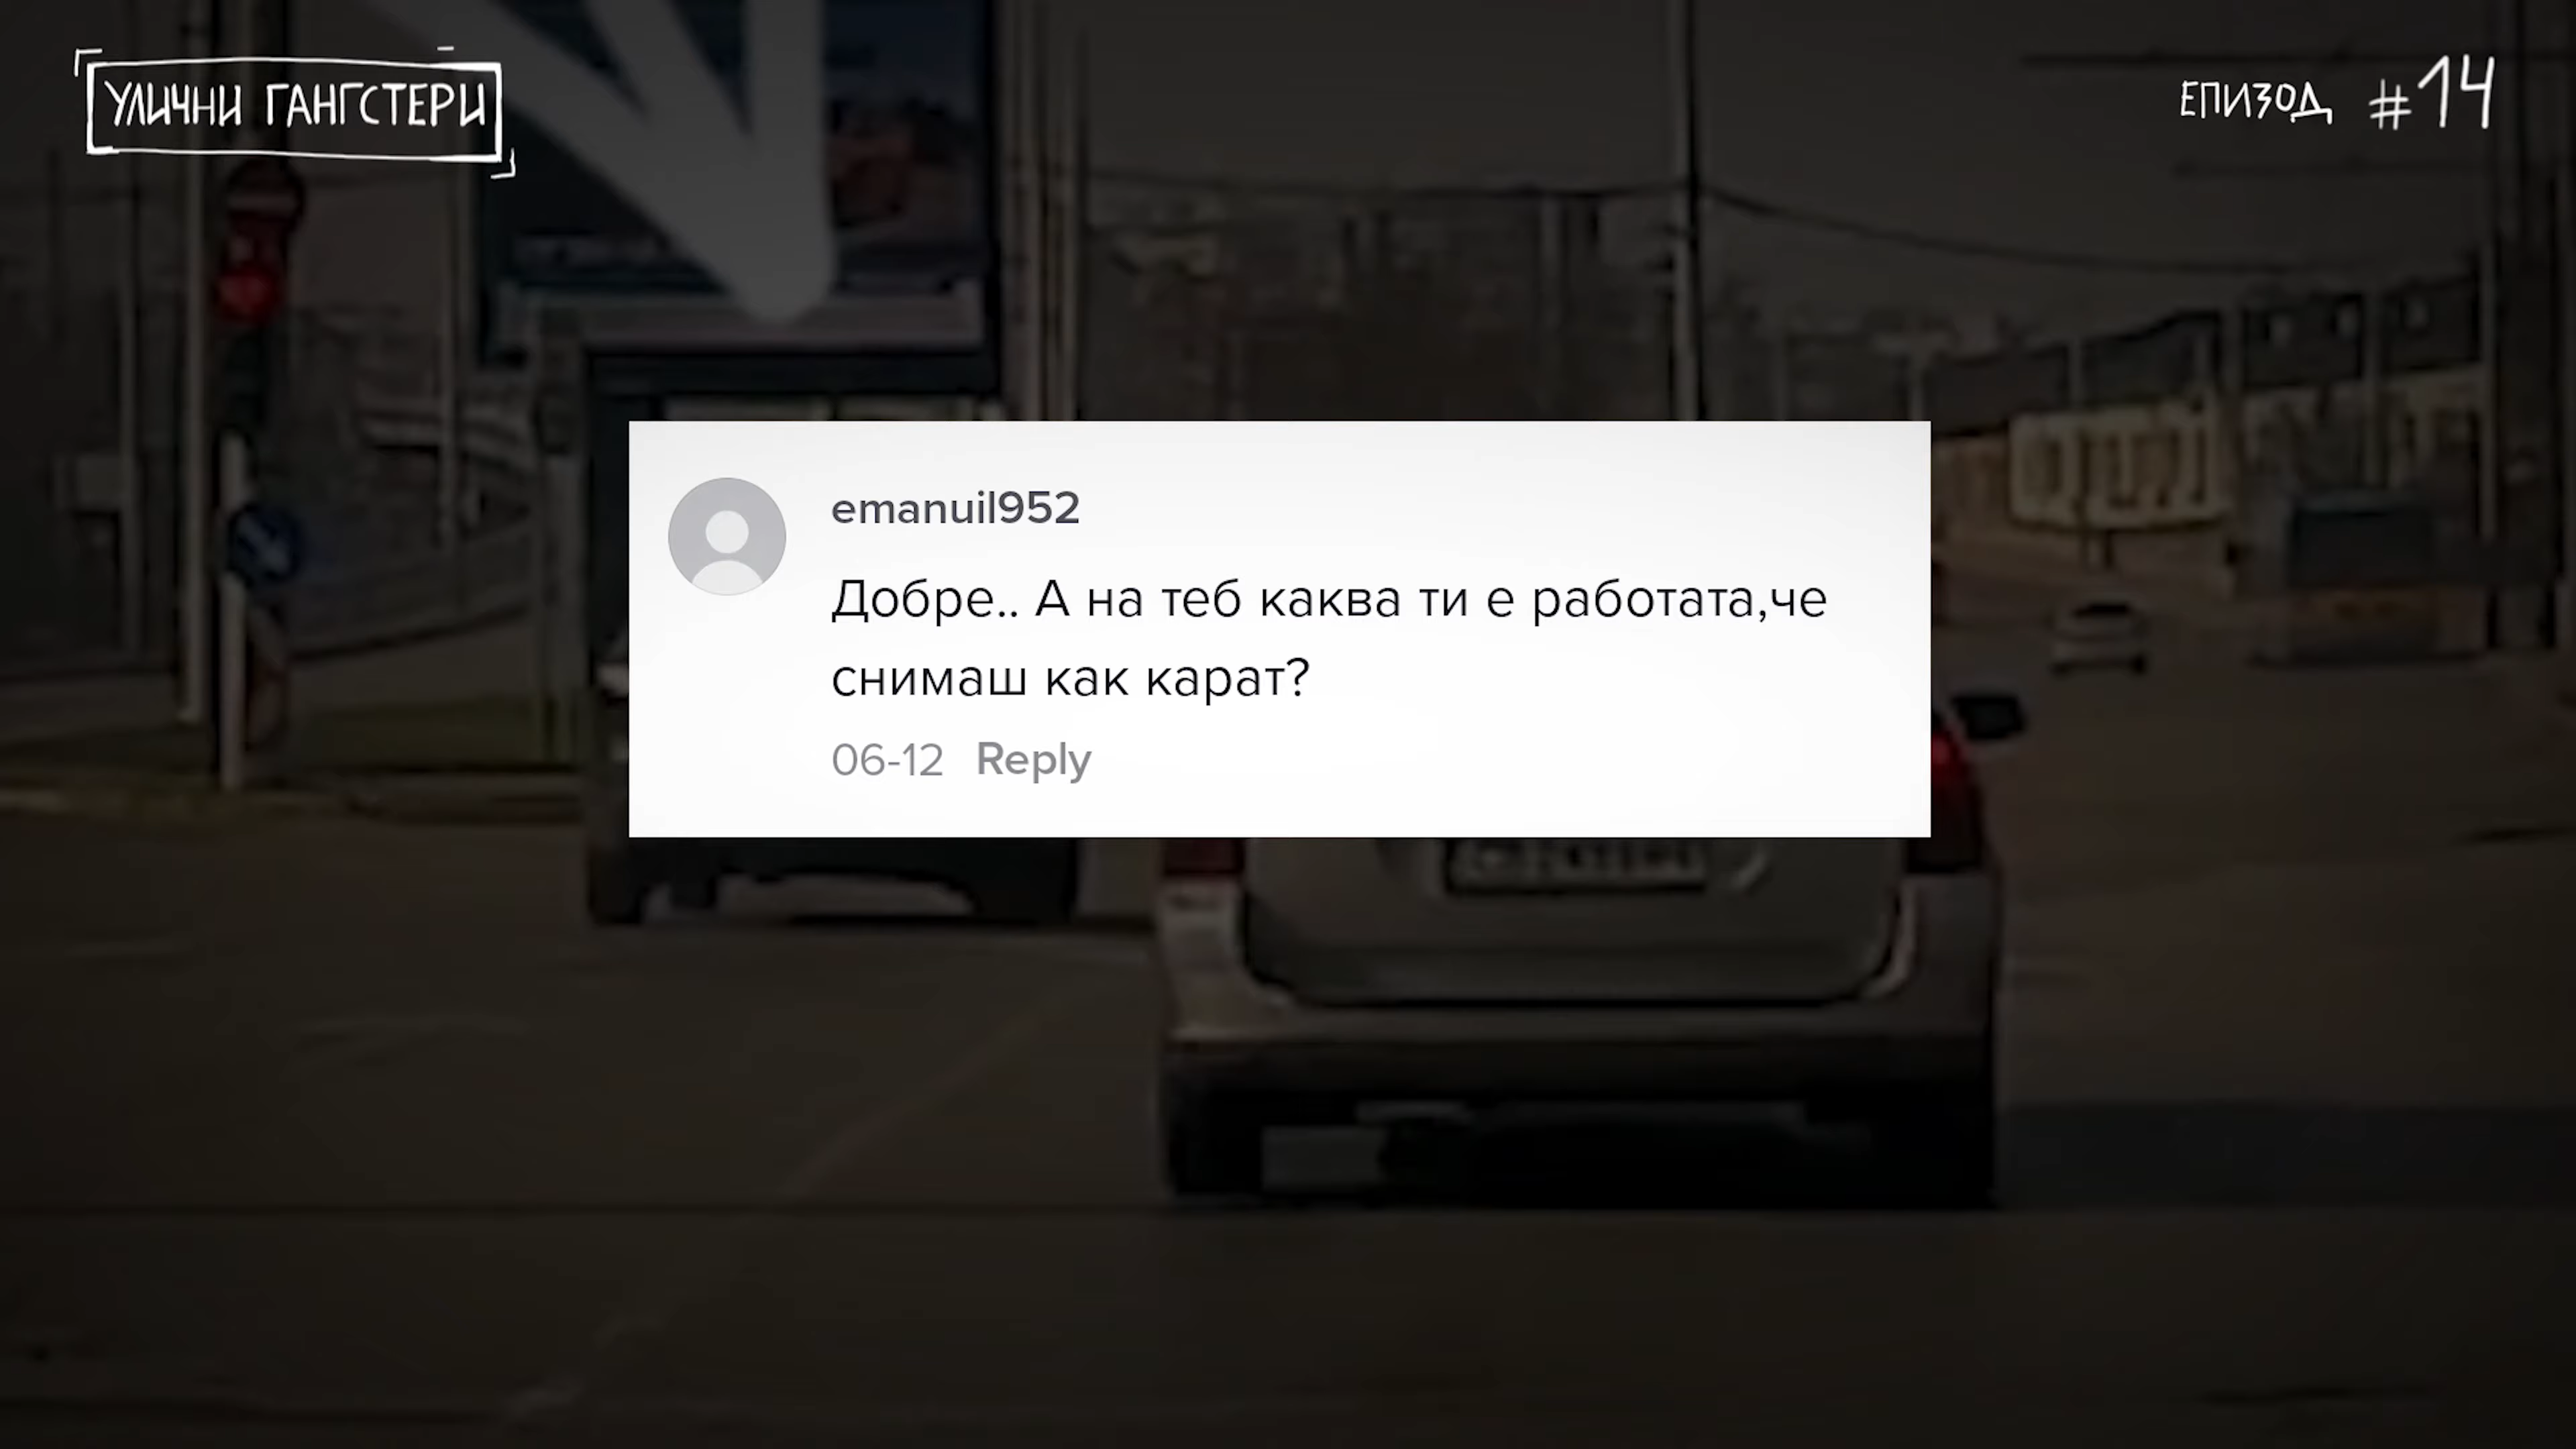 УЛИЧНИ ГАНГСТЕРИ
ЕПИЗОД #14
emanuil952
Добре.. А на теб каква ти е работата,че
снимаш как карат?
06-12 Reply